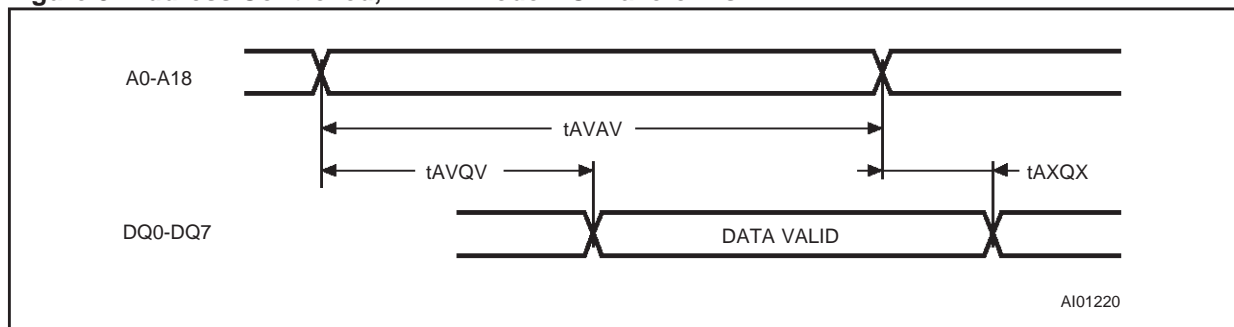 A0-A18
tAVAV
tAVQV
tAXQX
DQ0-DQ7
DATA VALID
AI01220